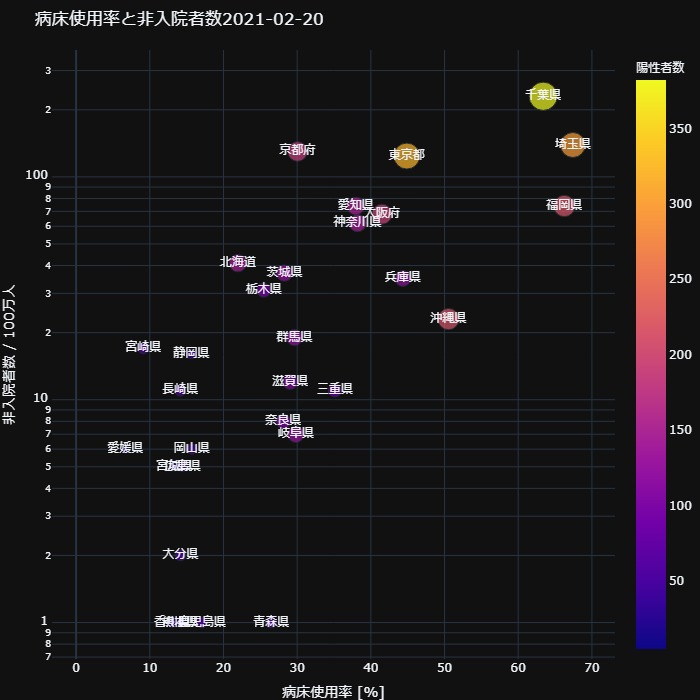 病床使用率と非入院者数2021-02-20
陽性者数
350
300
250
200
150
100
50
非入院者数 / 100万人
3
2
100
9
8
7
6
5
4
3
2
10
9
8
7
6
5
4
3
2
1
9
8
7
千葉県
埼玉県
京都府
東京都
愛知県
大阪府
福岡県
神奈川県
北海道
茨城県
兵庫県
栃木県
沖縄県
群馬県
宮崎県
静岡県
滋賀県
長崎県
三重県
奈良県
岐阜県
愛媛県
岡山県
大分県
青森県
0
10
20
30
40
50
60
70
病床使用率 [%]